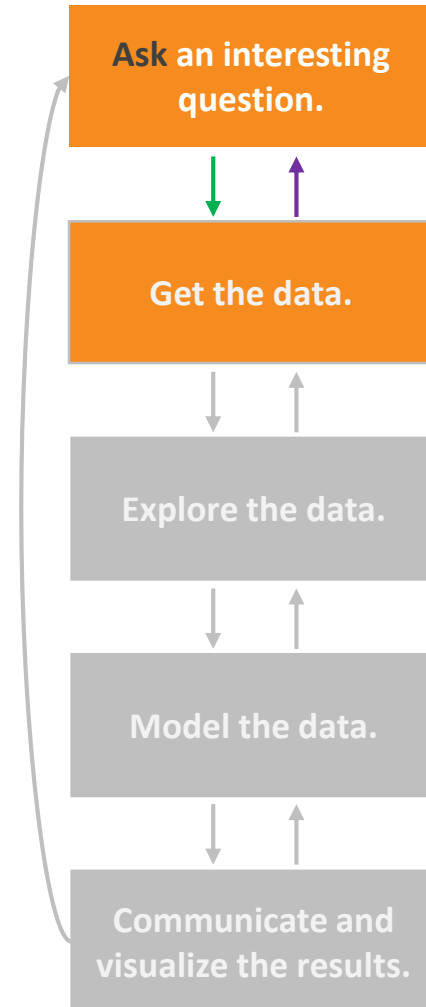 Ask an interesting
question.
Get the data.
Explore the data.
Model the data.
Communicate and
visualize the results.